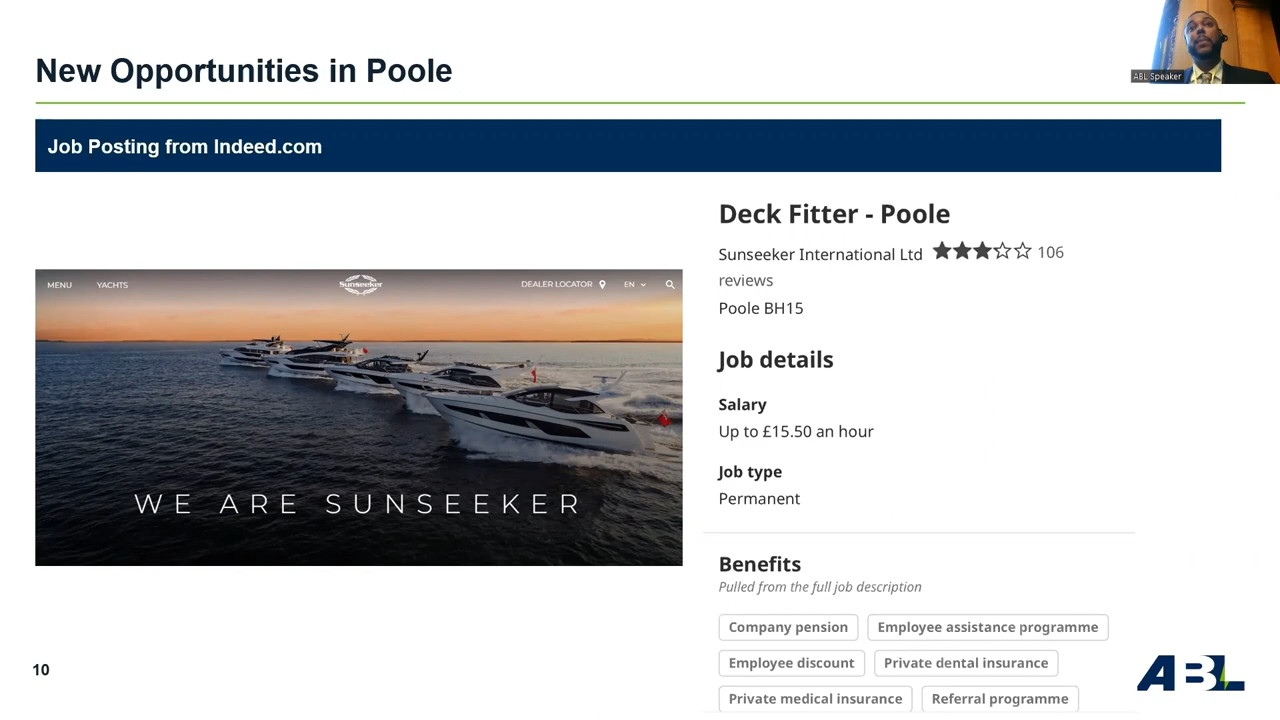 New Opportunities in Poole
ABL Speaker
Job Posting from Indeed.com
MENU YACHTS Sunseeker DEALER LOCATOR EN
WE ARE SUNSEEKER
Deck Fitter - Poole
Sunseeker International Ltd 106
reviews
Poole BH15
Job details
Salary
Up to £15.50 an hour
Job type
Permanent
Benefits
Pulled from the full job description
Company pension Employee assistance programme
Employee discount Private dental insurance
Private medical insurance Referral programme
10
ABL